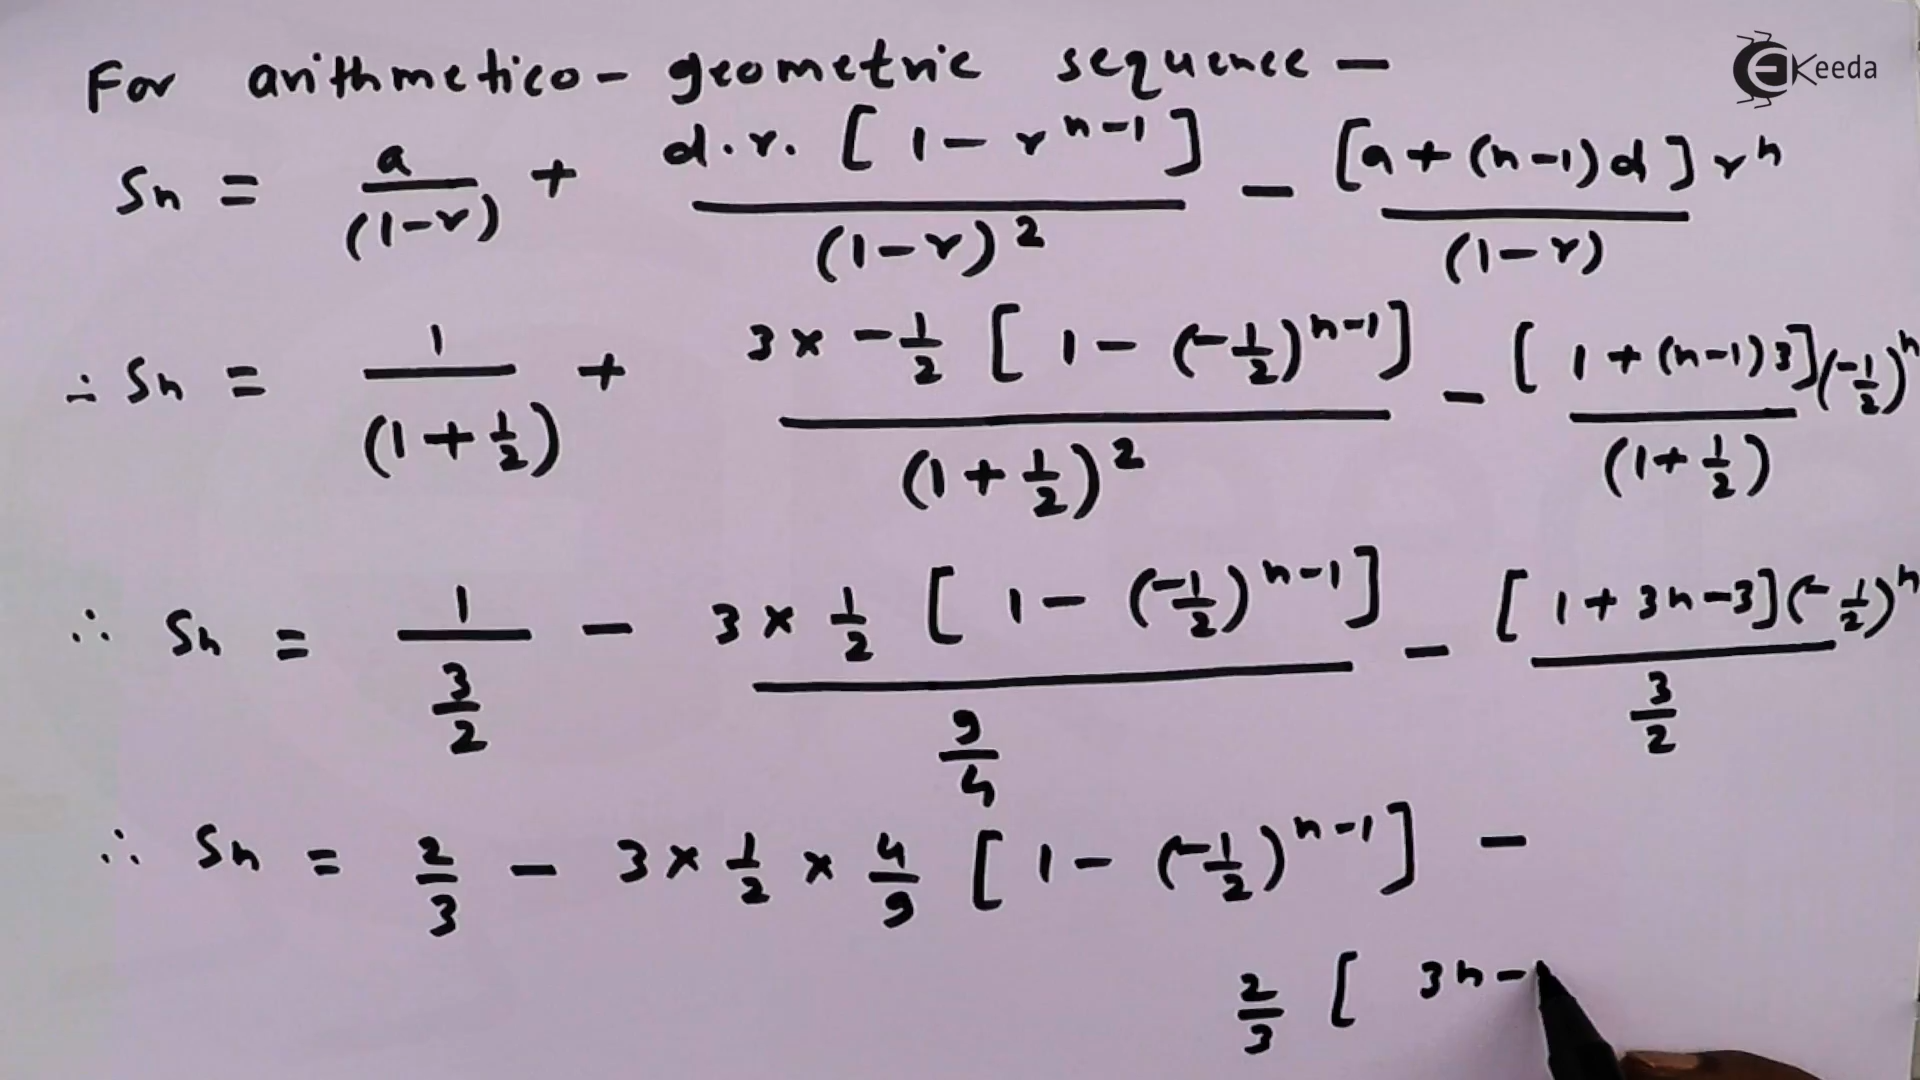 EKeeda
For arithmetico - geometric sequence -
Sn = a/(1-r) + d.r. [ 1 - r^n-1 ]/(1-r)^2 - [a + (n-1)d] r^n/(1-r)
∴ Sn = 1/(1 + 1/2) + 3 × -1/2 [ 1 - (-1/2)^n-1 ]/(1 + 1/2)^2 - [ 1 + (n-1)3](-1/2)^n/(1 + 1/2)
∴ Sn = 1/(3/2) - 3 × 1/2 [ 1 - (-1/2)^n-1 ]/(9/4) - [ 1 + 3n - 3](-1/2)^n/(3/2)
∴ Sn = 2/3 - 3 × 1/2 × 4/9 [ 1 - (-1/2)^n-1 ] -
2/3 [ 3n -